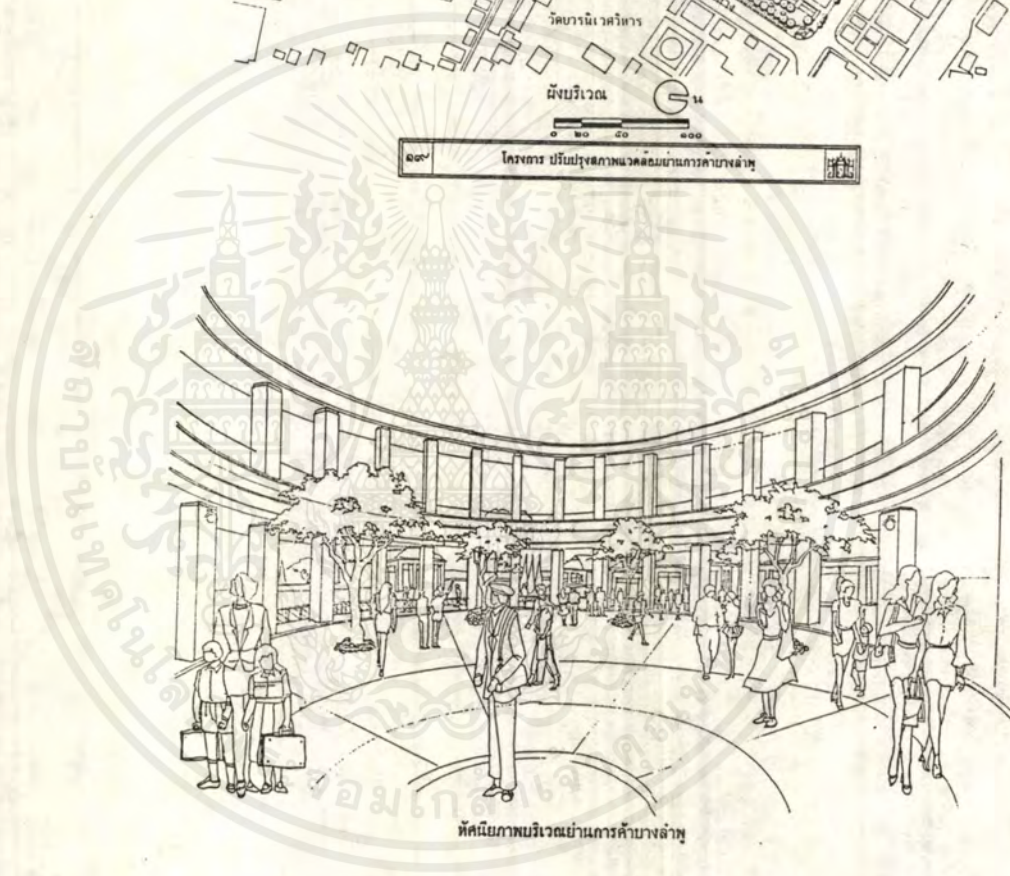 วัดบวรนิเวศวิหาร
ผังบริเวณ น
๐ ๒๐ ๕๐ ๑๐๐
๑๙ โครงการ ปรับปรุงสภาพแวดล้อมย่านการค้าบางลำพู
ทัศนียภาพบริเวณย่านการค้าบางลำพู